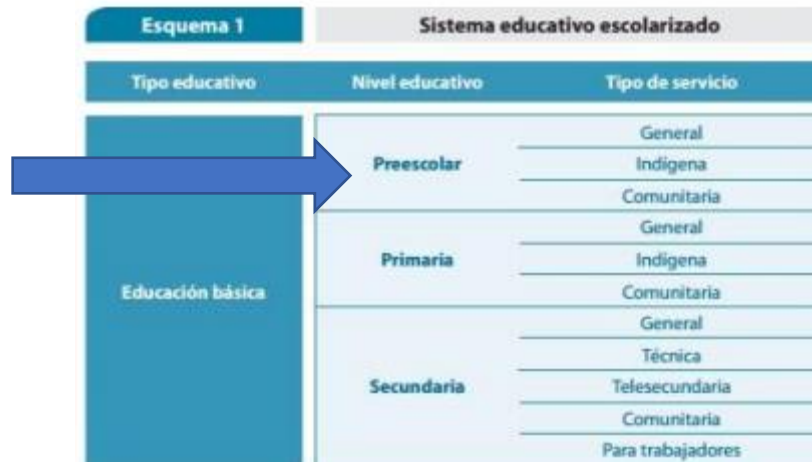 Esquema 1 Sistema educativo escolarizado
Tipo educativo Nivel educativo Tipo de servicio
Educación básica
Preescolar
General
Indígena
Comunitaria
Primaria
General
Indígena
Comunitaria
Secundaria
General
Técnica
Telesecundaria
Comunitaria
Para trabajadores